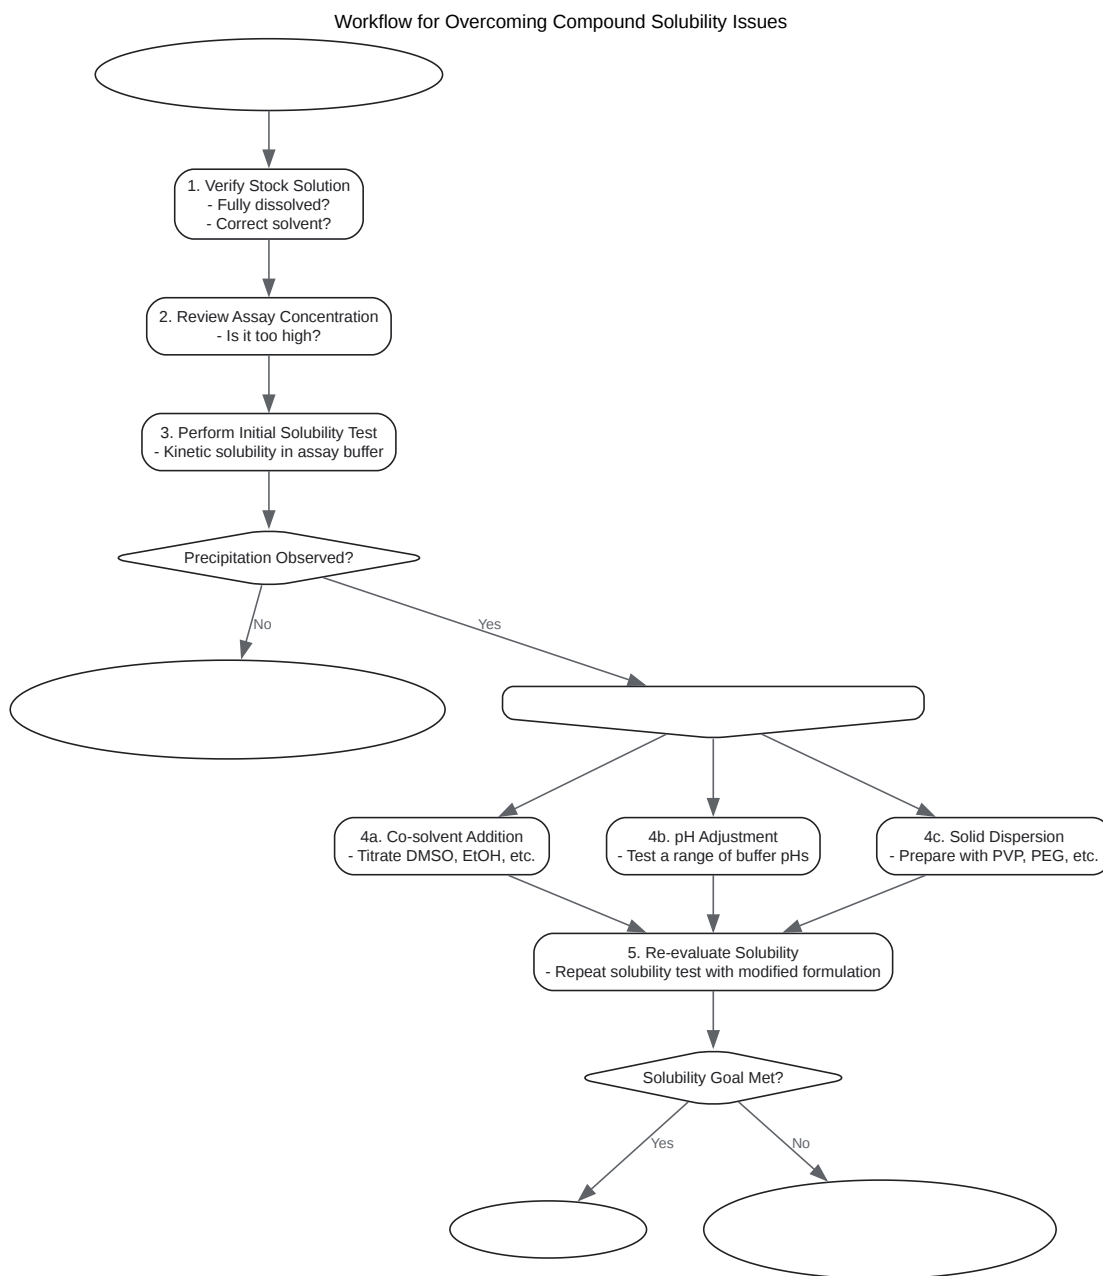 Workflow for Overcoming Compound Solubility Issues
1. Verify Stock Solution
- Fully dissolved?
- Correct solvent?
2. Review Assay Concentration
- Is it too high?
3. Perform Initial Solubility Test
- Kinetic solubility in assay buffer
Precipitation Observed?
No
Yes
4a. Co-solvent Addition
- Titrate DMSO, EtOH, etc.
4b. pH Adjustment
- Test a range of buffer pHs
4c. Solid Dispersion
- Prepare with PVP, PEG, etc.
5. Re-evaluate Solubility
- Repeat solubility test with modified formulation
Solubility Goal Met?
Yes
No